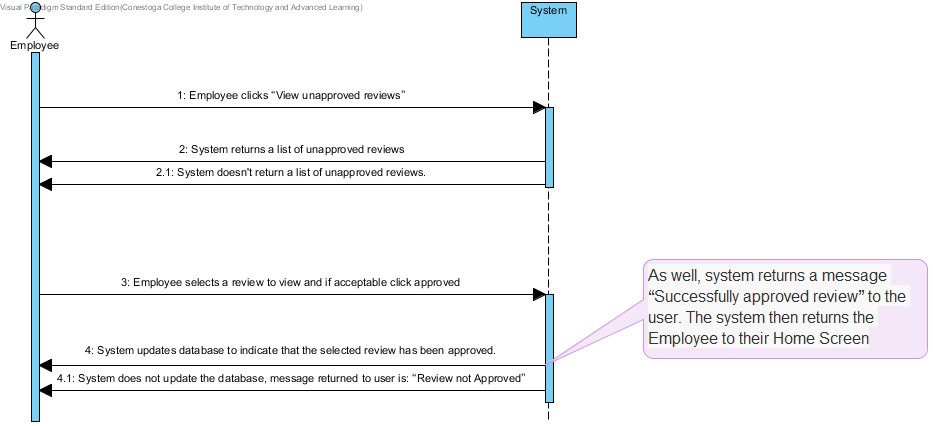 Visual Paradigm Standard Edition(Conestoga College Institute of Technology and Advanced Learning)
System
Employee
1: Employee clicks “View unapproved reviews”
2: System returns a list of unapproved reviews
2.1: System doesn't return a list of unapproved reviews.
3: Employee selects a review to view and if acceptable click approved
As well, system returns a message
“Successfully approved review” to the
user. The system then returns the
Employee to their Home Screen
4: System updates database to indicate that the selected review has been approved.
4.1: System does not update the database, message returned to user is: “Review not Approved”